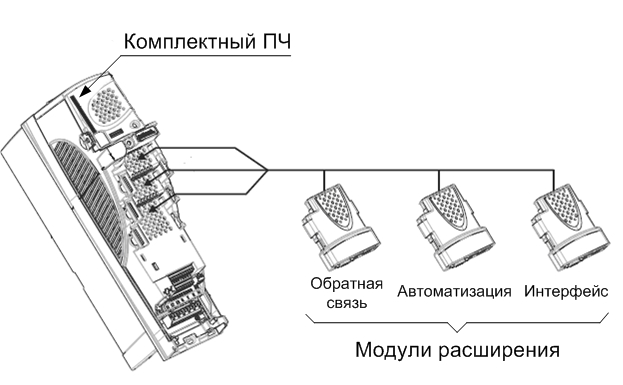 Комплектный ПЧ
Обратная
связь
Автоматизация
Интерфейс
Модули расширения